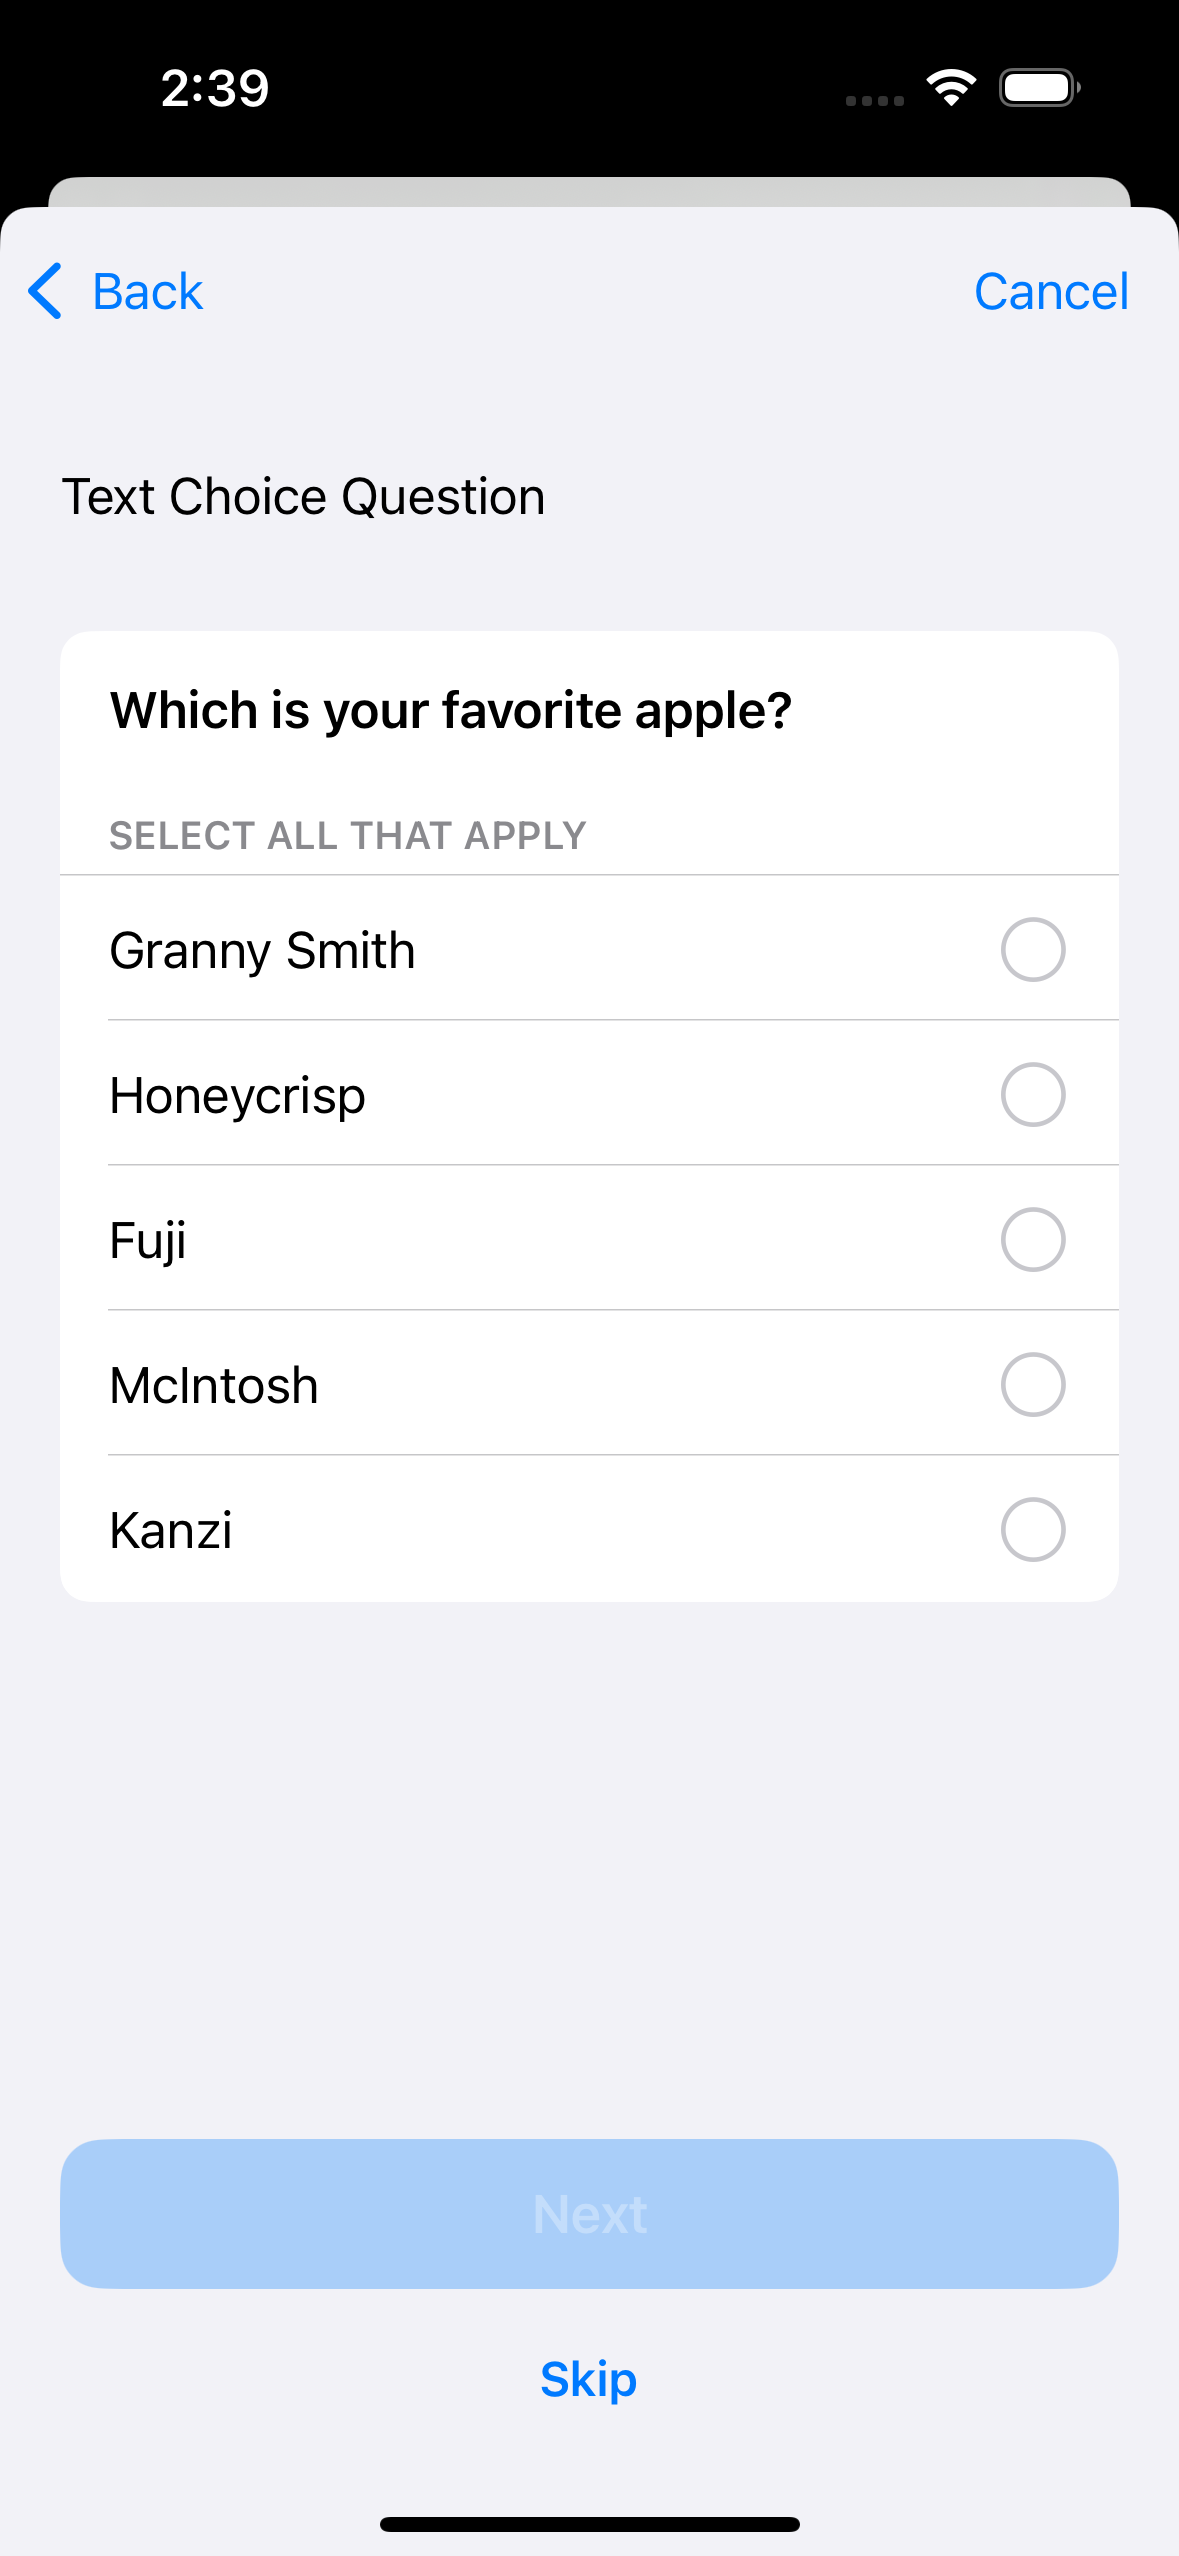 2:39
Back
Cancel
Text Choice Question
Which is your favorite apple?
SELECT ALL THAT APPLY
Granny Smith
Honeycrisp
Fuji
McIntosh
Kanzi
Next
Skip